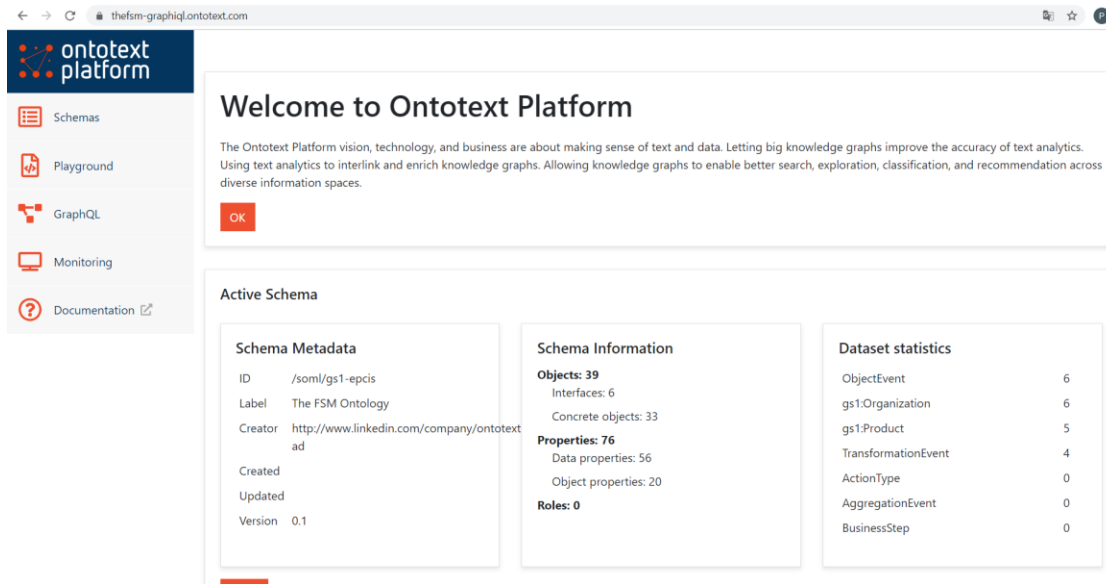 thefsm-graphiql.ontotext.com
P
ontotext
platform
Schemas
Playground
GraphQL
Monitoring
Documentation
Welcome to Ontotext Platform
The Ontotext Platform vision, technology, and business are about making sense of text and data. Letting big knowledge graphs improve the accuracy of text analytics.
Using text analytics to interlink and enrich knowledge graphs. Allowing knowledge graphs to enable better search, exploration, classification, and recommendation across
diverse information spaces.
OK
Active Schema
Schema Metadata
ID /soml/gs1-epcis
Label The FSM Ontology
Creator http://www.linkedin.com/company/ontotext
ad
Created
Updated
Version 0.1
Schema Information
Objects: 39
Interfaces: 6
Concrete objects: 33
Properties: 76
Data properties: 56
Object properties: 20
Roles: 0
Dataset statistics
ObjectEvent 6
gs1:Organization 6
gs1:Product 5
TransformationEvent 4
ActionType 0
AggregationEvent 0
BusinessStep 0